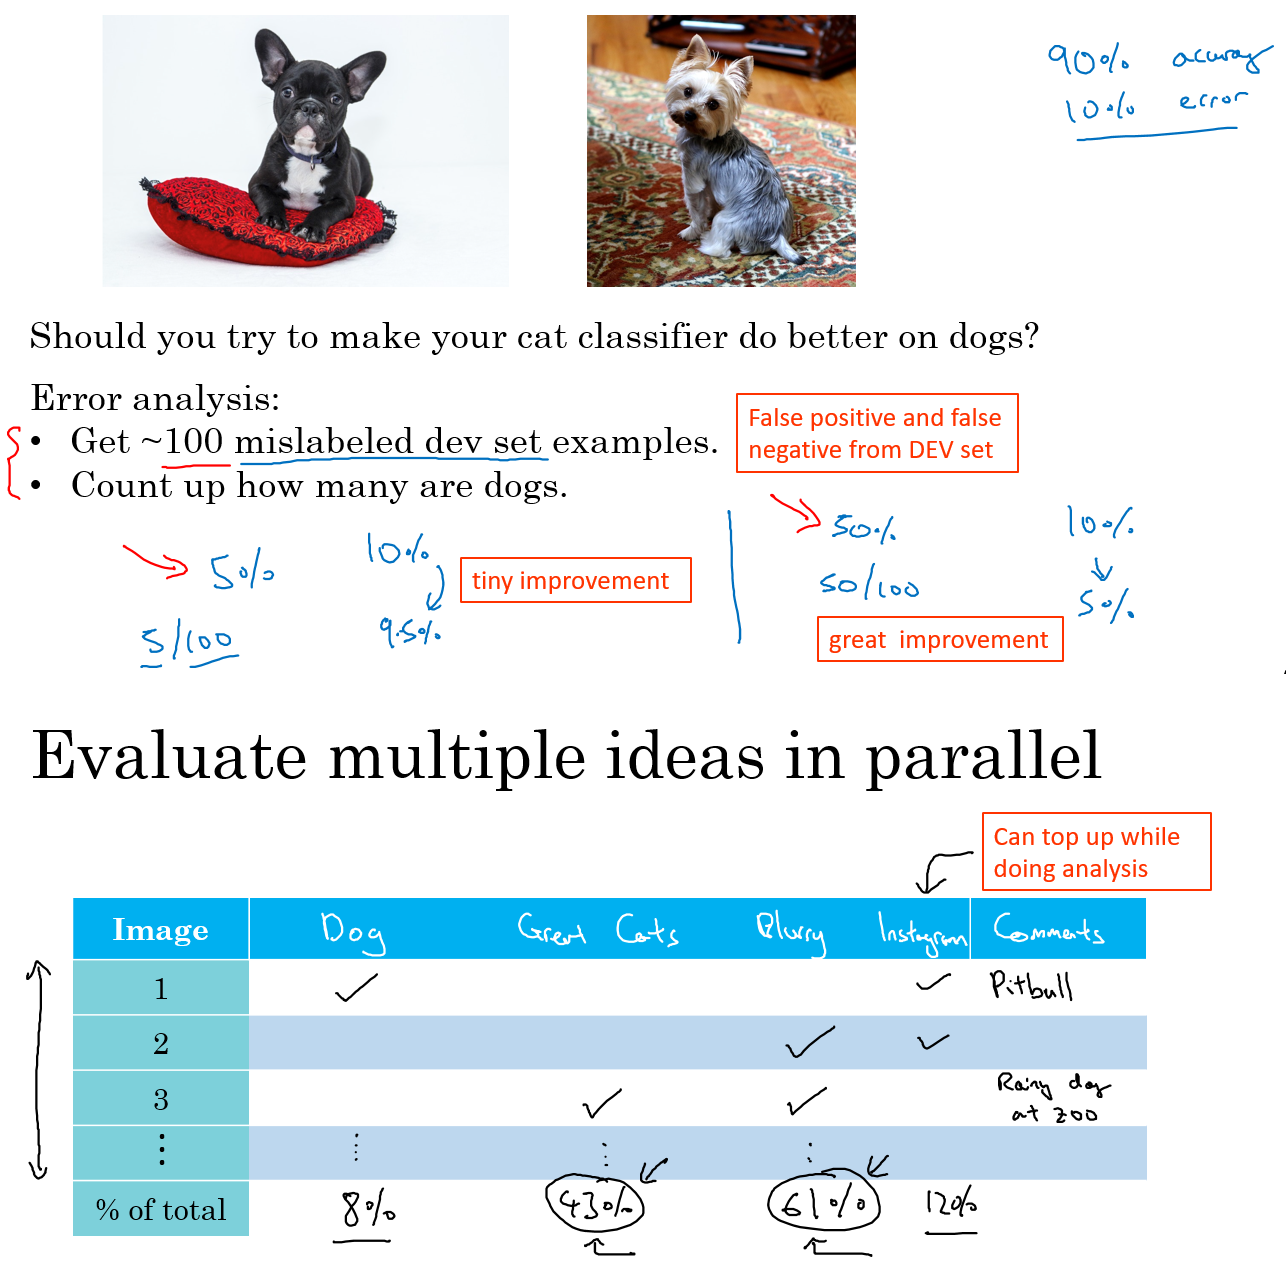 90% accuracy
10% error
Should you try to make your cat classifier do better on dogs?
Error analysis:
• Get ~100 mislabeled dev set examples.
• Count up how many are dogs.
False positive and false
negative from DEV set
5%
5/100
10%
9.5%
tiny improvement
50%
50/100
great improvement
10%
5%
Evaluate multiple ideas in parallel
Can top up while
doing analysis
Image Dog Great Cats Blurry Instagram Comments
1 ✓ ✓ Pitbull
2 ✓ ✓
3 ✓ ✓ Rainy day
at zoo
⋮ ⋮ ⋮ ⋮
% of total 8% 43% 61% 12%